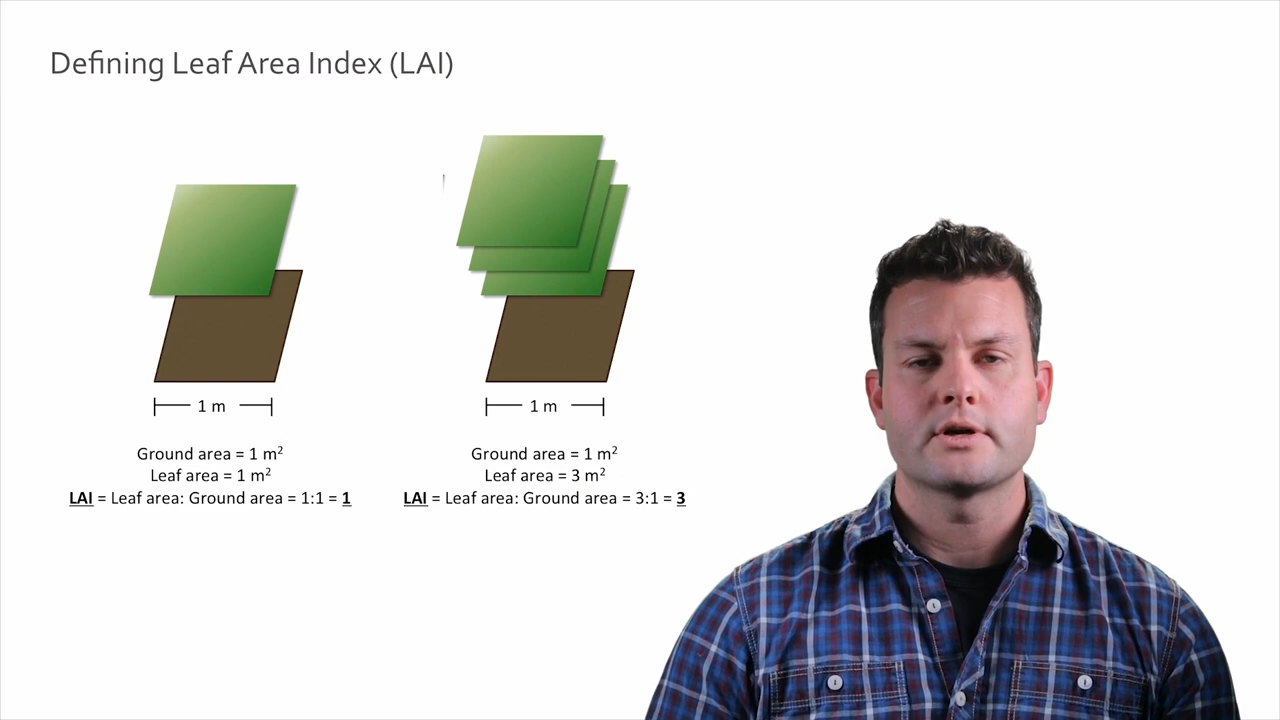 Defining Leaf Area Index (LAI)
1 m
Ground area = 1 m²
Leaf area = 1 m²
LAI = Leaf area: Ground area = 1:1 = 1
1 m
Ground area = 1 m²
Leaf area = 3 m²
LAI = Leaf area: Ground area = 3:1 = 3